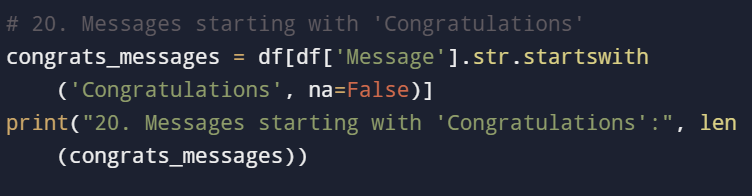 # 20. Messages starting with 'Congratulations'
congrats_messages = df[df['Message'].str.startswith
('Congratulations', na=False)]
print("20. Messages starting with 'Congratulations':", len
(congrats_messages))